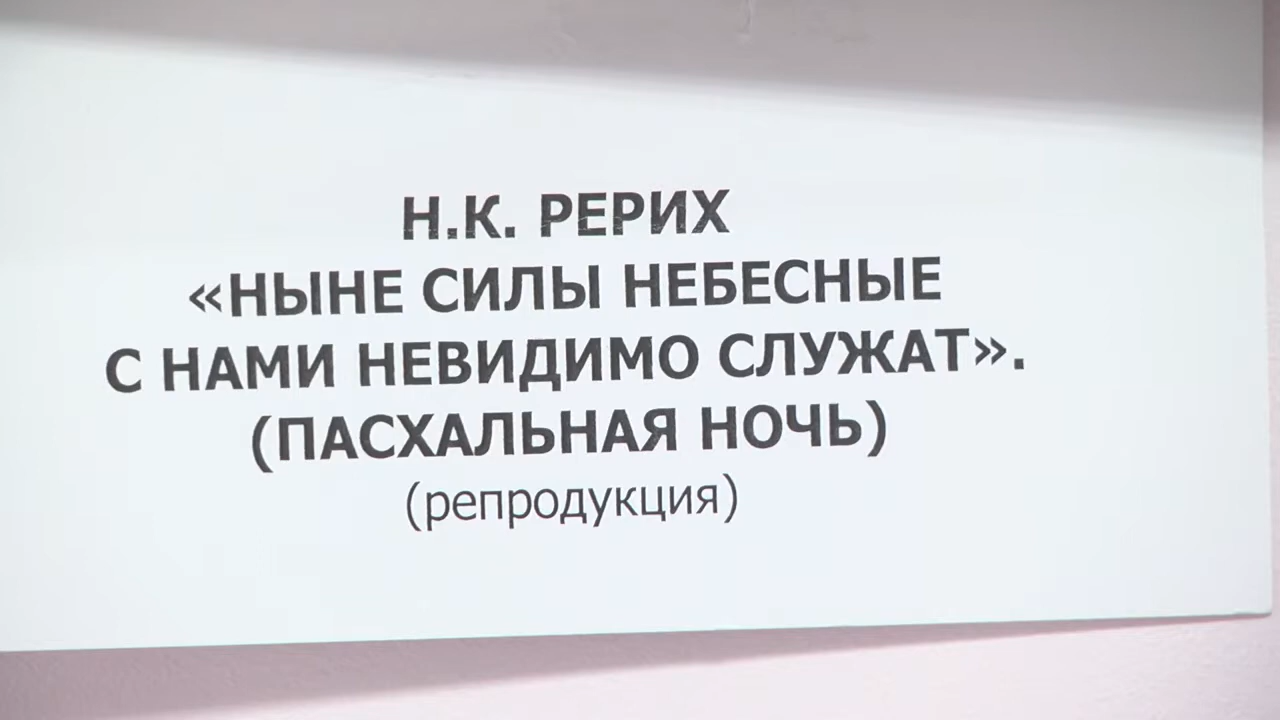 Н.К. РЕРИХ
«НЫНЕ СИЛЫ НЕБЕСНЫЕ
С НАМИ НЕВИДИМО СЛУЖАТ».
(ПАСХАЛЬНАЯ НОЧЬ)
(репродукция)